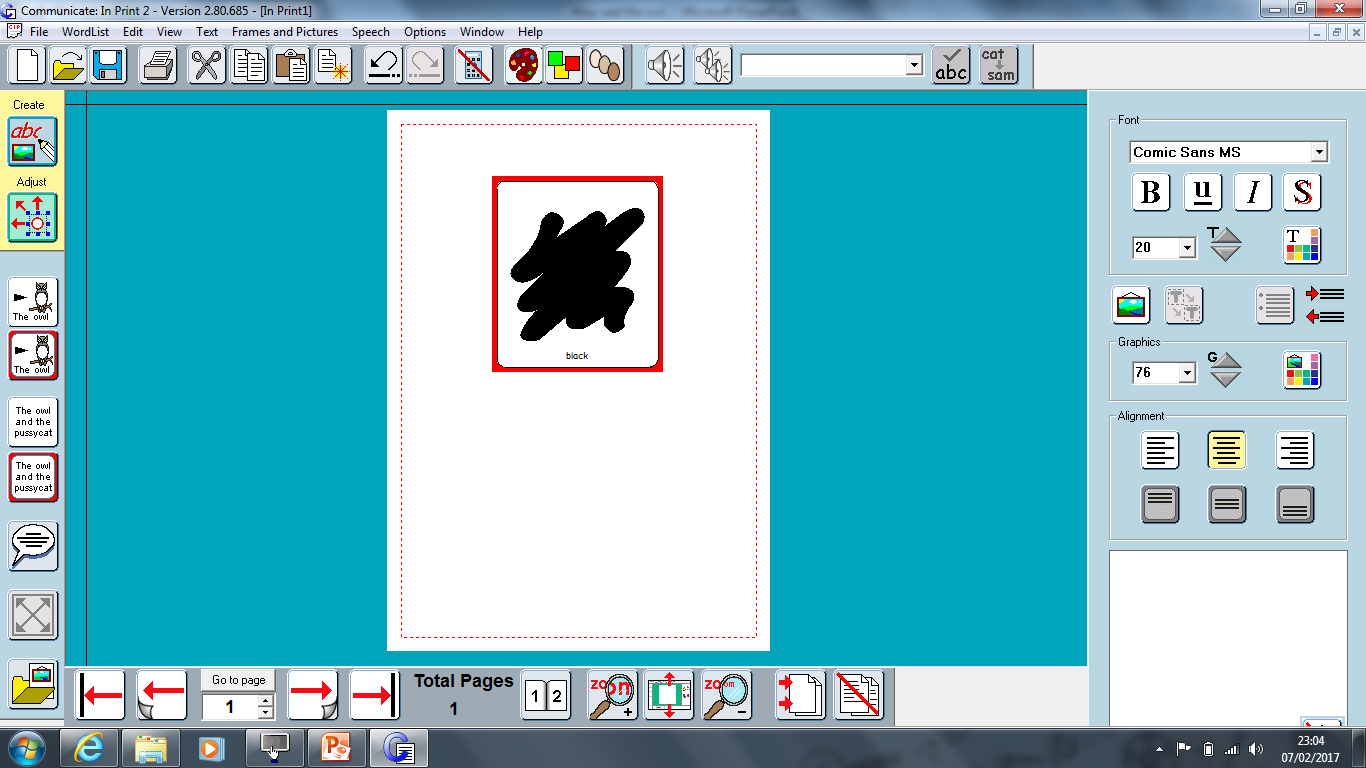 Communicate: In Print 2 - Version 2.80.685 - [In Print1]
File WordList Edit View Text Frames and Pictures Speech Options Window Help
abc
cat
sam
Create
abc
Adjust
The owl
The owl
The owl
and the
pussycat
The owl
and the
pussycat
black
Font
Comic Sans MS
B u I S
20
T
T
Graphics
76
G
Alignment
Go to page
1
Total Pages
1
1 2
zoom +
zoom -
23:04
07/02/2017